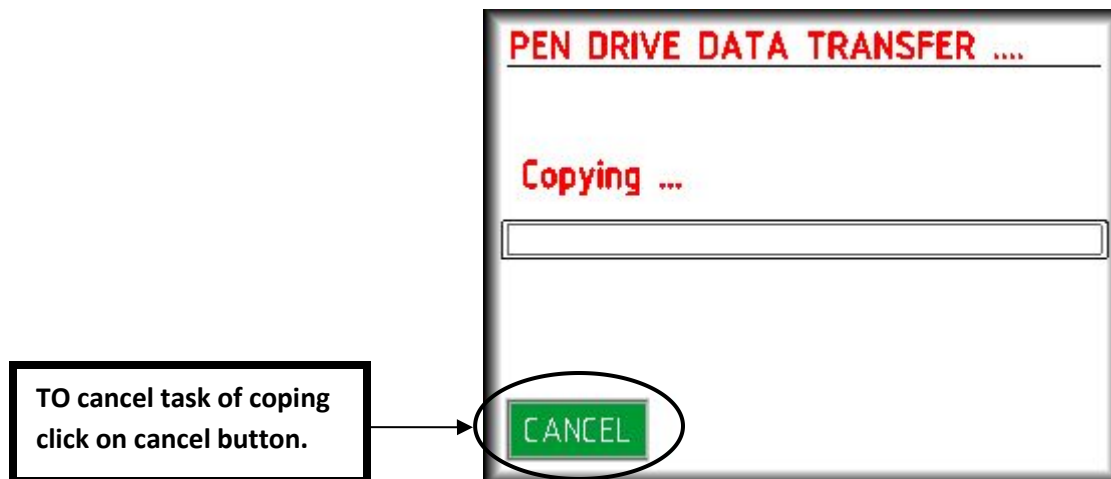 PEN DRIVE DATA TRANSFER ....
Copying ...
TO cancel task of coping
click on cancel button.
CANCEL